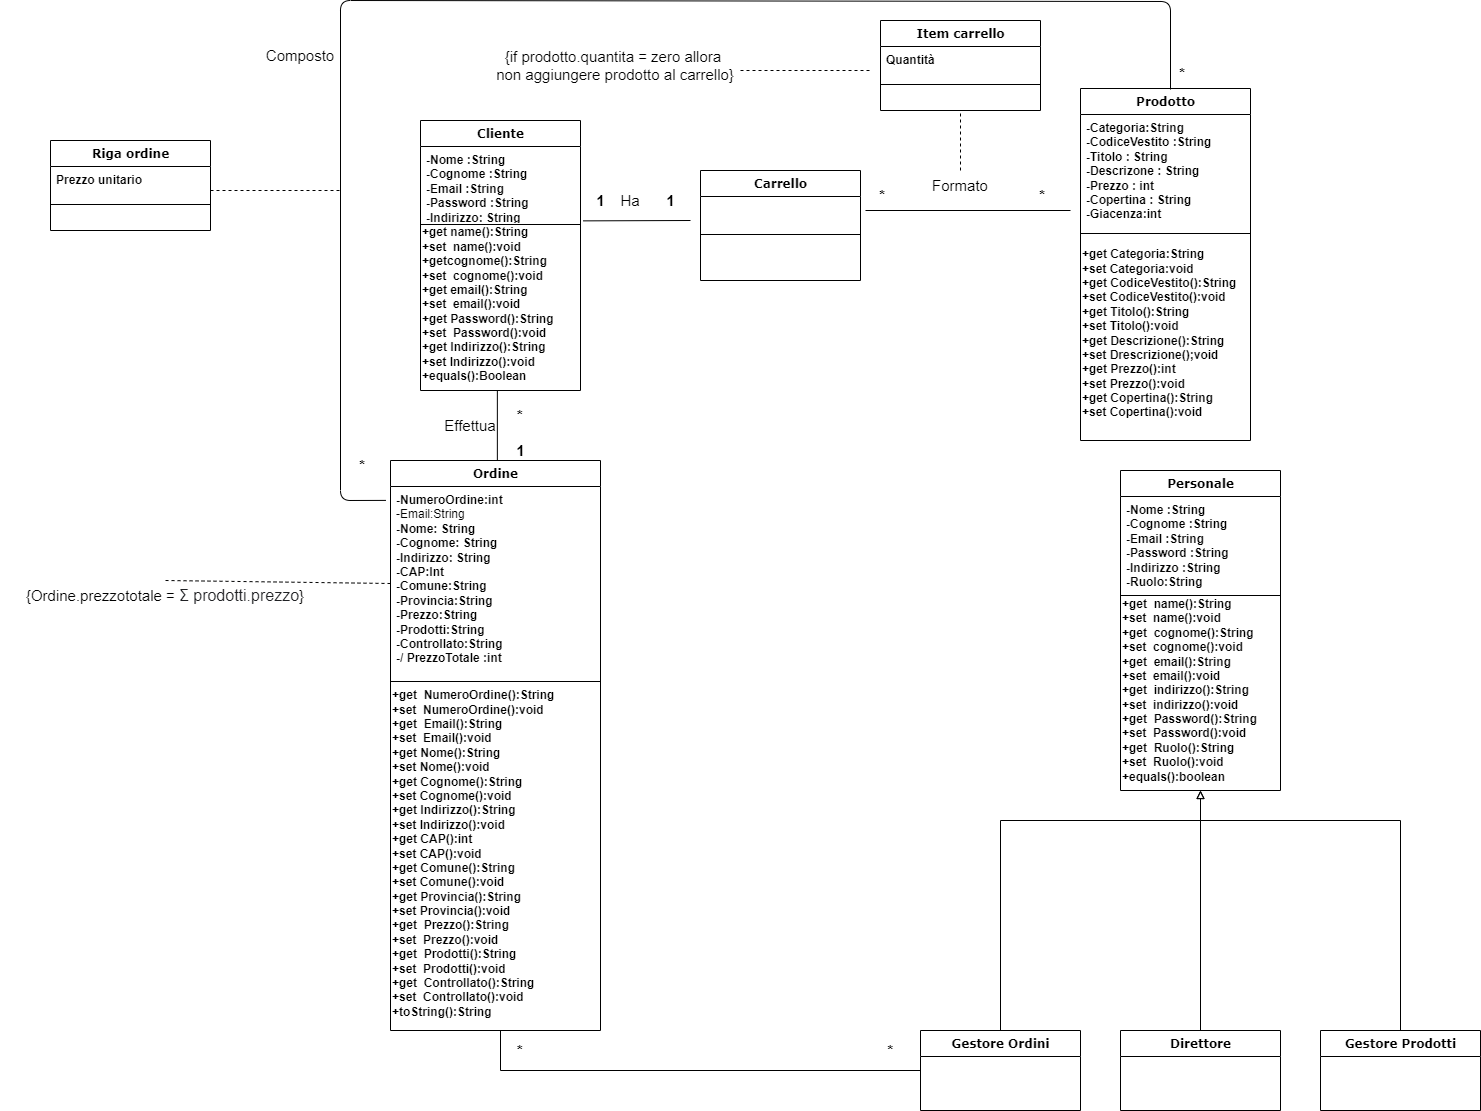 Composto
*
Item carrello
Quantità
{if prodotto.quantita = zero allora
non aggiungere prodotto al carrello}
Riga ordine
Prezzo unitario
Cliente
-Nome :String
-Cognome :String
-Email :String
-Password :String
-Indirizzo: String
+get name():String
+set name():void
+getcognome():String
+set cognome():void
+get email():String
+set email():void
+get Password():String
+set Password():void
+get Indirizzo():String
+set Indirizzo():void
+equals():Boolean
1 Ha 1
Carrello
* Formato *
Prodotto
-Categoria:String
-CodiceVestito :String
-Titolo : String
-Descrizone : String
-Prezzo : int
-Copertina : String
-Giacenza:int
+get Categoria:String
+set Categoria:void
+get CodiceVestito():String
+set CodiceVestito():void
+get Titolo():String
+set Titolo():void
+get Descrizione():String
+set Drescrizione();void
+get Prezzo():int
+set Prezzo():void
+get Copertina():String
+set Copertina():void
*
Effettua
1
*
Ordine
-NumeroOrdine:int
-Email:String
-Nome: String
-Cognome: String
-Indirizzo: String
-CAP:Int
-Comune:String
-Provincia:String
-Prezzo:String
-Prodotti:String
-Controllato:String
-/ PrezzoTotale :int
+get NumeroOrdine():String
+set NumeroOrdine():void
+get Email():String
+set Email():void
+get Nome():String
+set Nome():void
+get Cognome():String
+set Cognome():void
+get Indirizzo():String
+set Indirizzo():void
+get CAP():int
+set CAP():void
+get Comune():String
+set Comune():void
+get Provincia():String
+set Provincia():void
+get Prezzo():String
+set Prezzo():void
+get Prodotti():String
+set Prodotti():void
+get Controllato():String
+set Controllato():void
+toString():String
{Ordine.prezzototale = Σ prodotti.prezzo}
Personale
-Nome :String
-Cognome :String
-Email :String
-Password :String
-Indirizzo :String
-Ruolo:String
+get name():String
+set name():void
+get cognome():String
+set cognome():void
+get email():String
+set email():void
+get indirizzo():String
+set indirizzo():void
+get Password():String
+set Password():void
+get Ruolo():String
+set Ruolo():void
+equals():boolean
* *
Gestore Ordini
Direttore
Gestore Prodotti